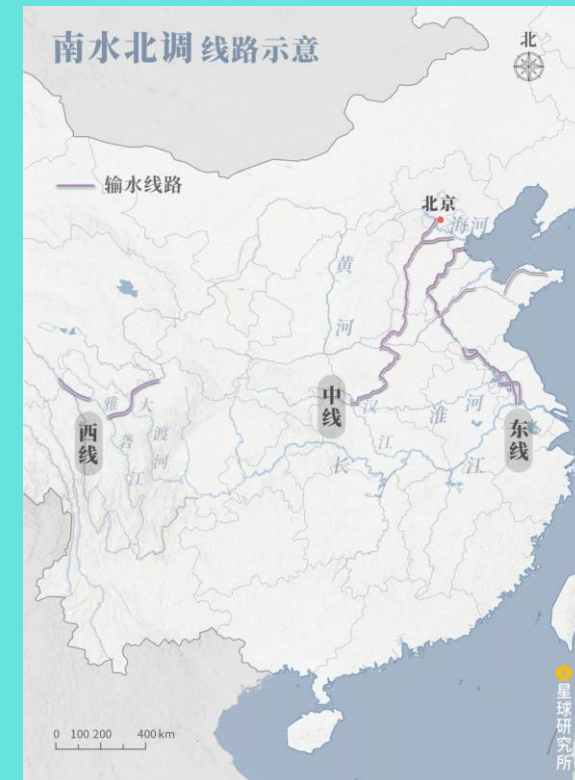 南水北调 线路示意
北
输水线路
北京
海河
黄河
雅砻江
大渡河
西线
中线
汉江
淮河
东线
长江
0 100 200 400 km
星球研究所